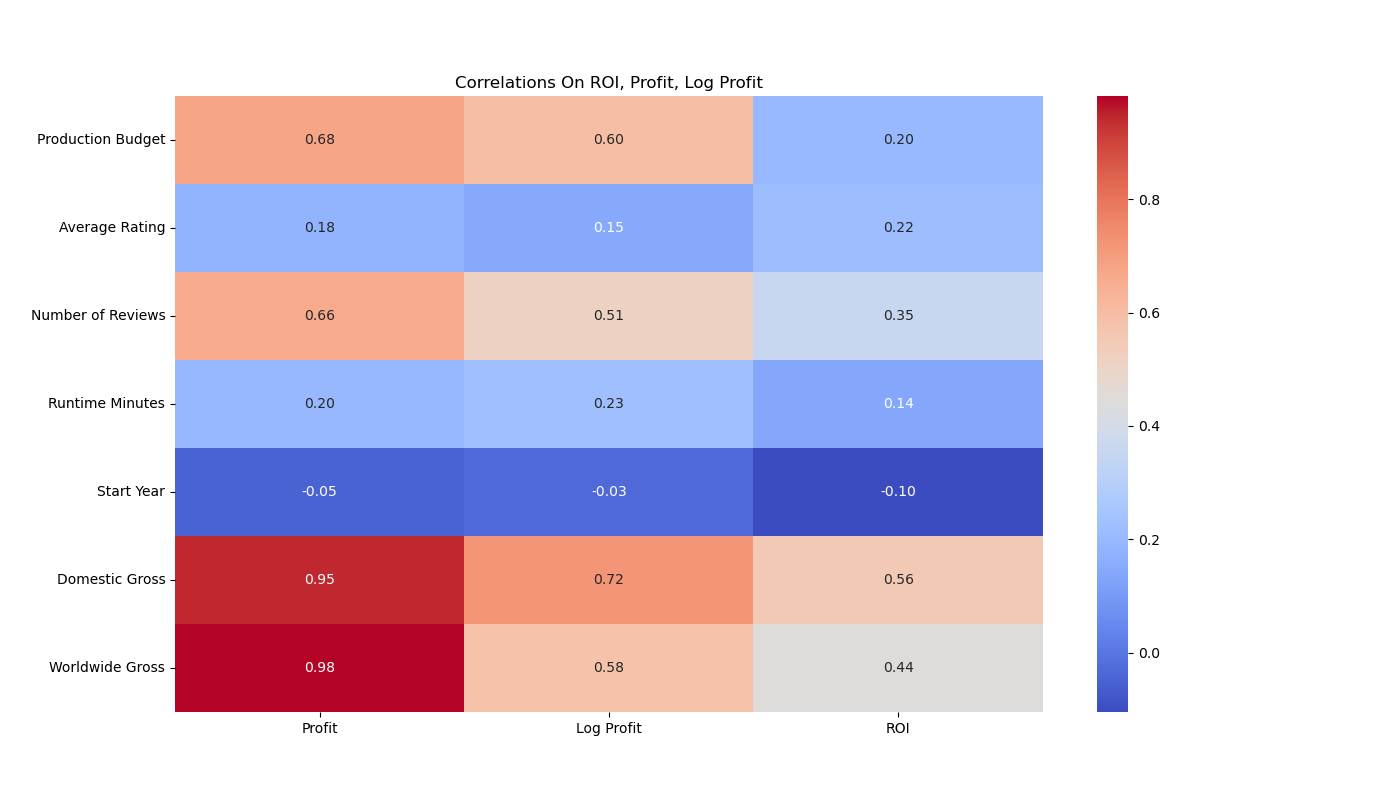 Correlations On ROI, Profit, Log Profit
Production Budget 0.68 0.60 0.20
Average Rating 0.18 0.15 0.22
Number of Reviews 0.66 0.51 0.35
Runtime Minutes 0.20 0.23 0.14
Start Year -0.05 -0.03 -0.10
Domestic Gross 0.95 0.72 0.56
Worldwide Gross 0.98 0.58 0.44
Profit Log Profit ROI
0.8
0.6
0.4
0.2
0.0